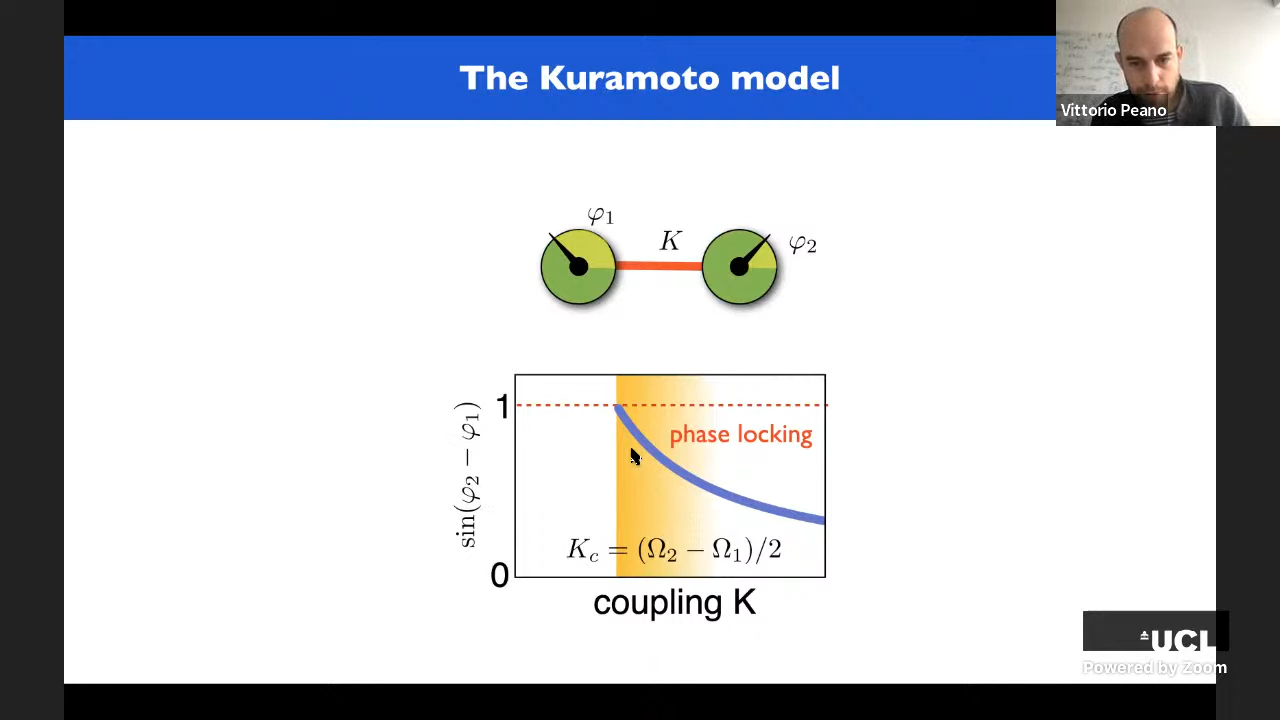 The Kuramoto model
Vittorio Peano
φ₁
K
φ₂
1
phase locking
sin(φ₂ − φ₁)
K_c = (Ω₂ − Ω₁)/2
0
coupling K
UCL
Powered by Zoom